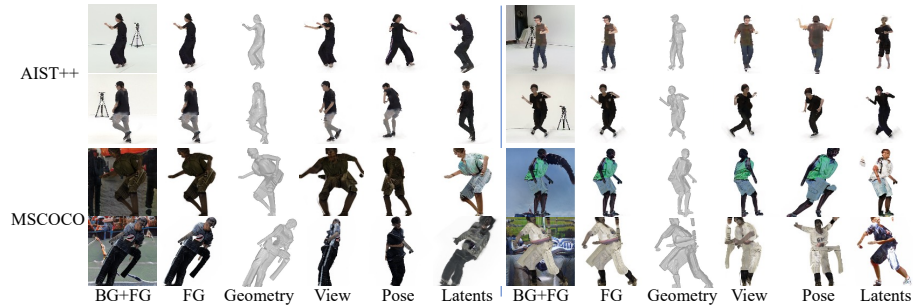 AIST++
MSCOCO
BG+FG FG Geometry View Pose Latents BG+FG FG Geometry View Pose Latents